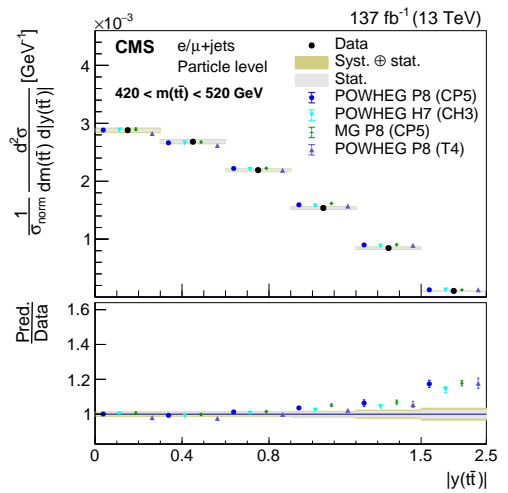 ×10⁻³
137 fb⁻¹ (13 TeV)
CMS e/μ+jets
Particle level
420 < m(tt̄) < 520 GeV
Data
Syst. ⊕ stat.
Stat.
POWHEG P8 (CP5)
POWHEG H7 (CH3)
MG P8 (CP5)
POWHEG P8 (T4)
1/σnorm d²σ/dm(tt̄) d|y(tt̄)| [GeV⁻¹]
4
3
2
1
Pred.
Data
1.6
1.4
1.2
1
0 0.4 0.8 1.5 2.5
|y(tt̄)|